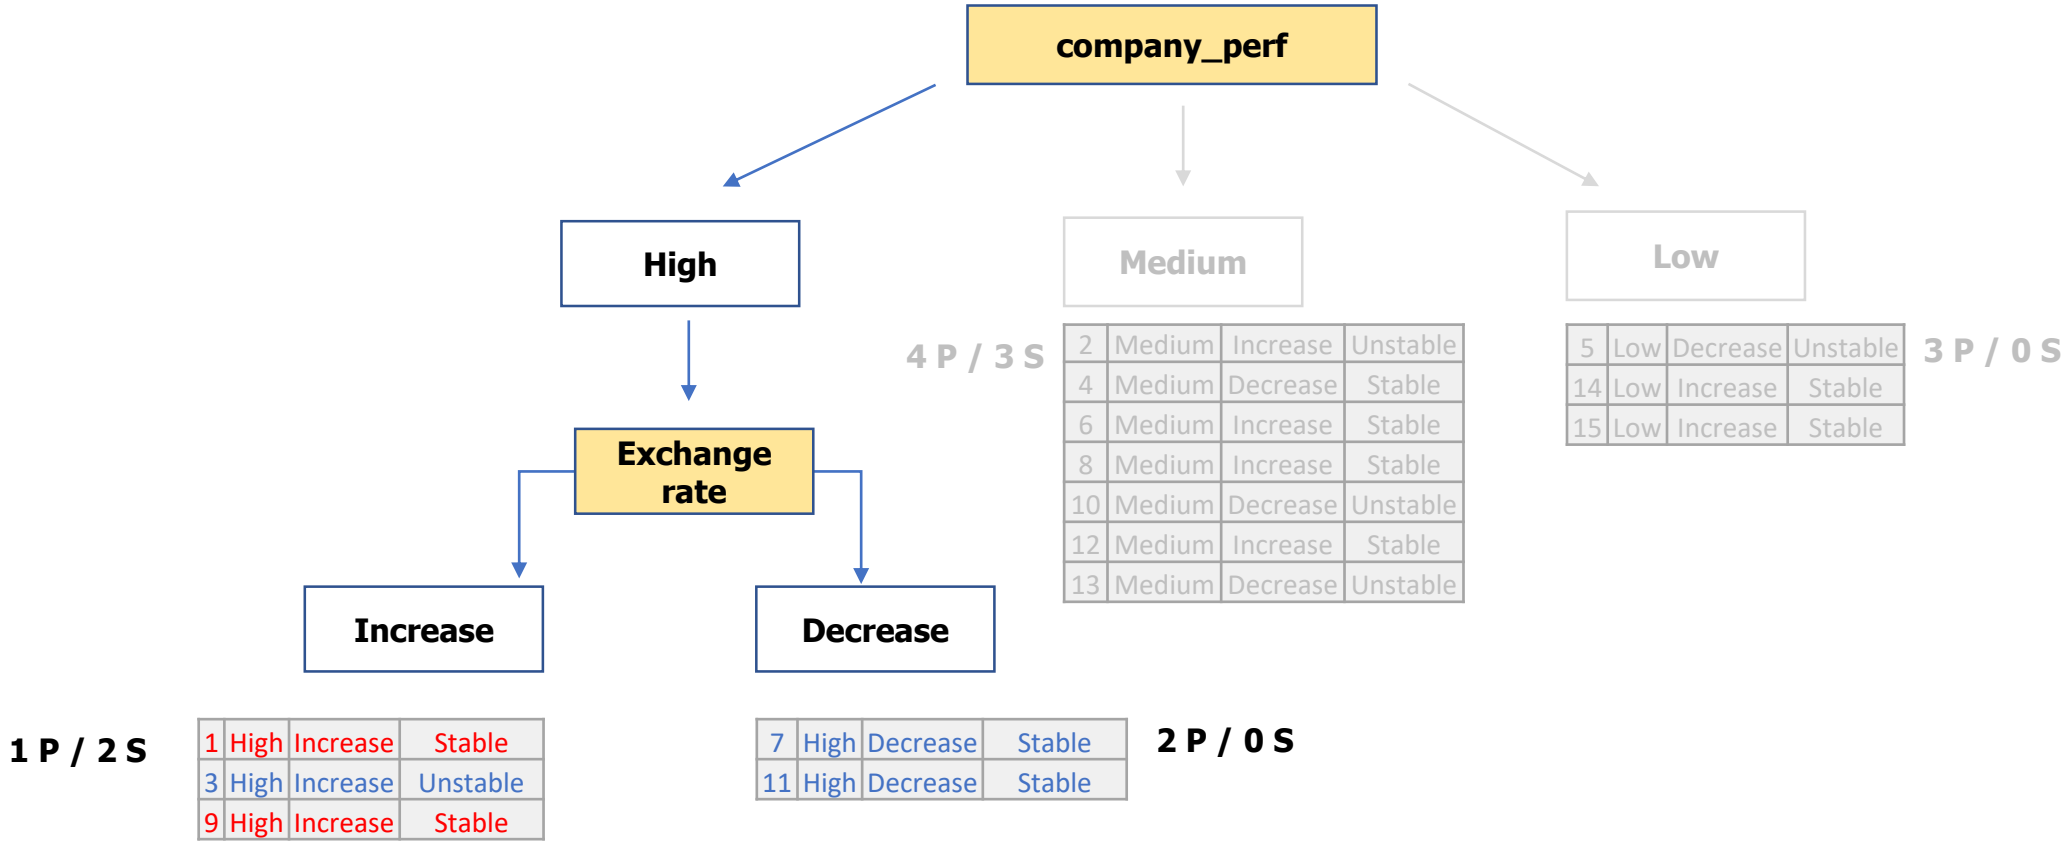 company_perf
High
Medium
Low
4 P / 3 S
2 Medium Increase Unstable
4 Medium Decrease Stable
6 Medium Increase Stable
8 Medium Increase Stable
10 Medium Decrease Unstable
12 Medium Increase Stable
13 Medium Decrease Unstable
5 Low Decrease Unstable
14 Low Increase Stable
15 Low Increase Stable
3 P / 0 S
Exchange
rate
Increase
Decrease
1 P / 2 S
1 High Increase Stable
3 High Increase Unstable
9 High Increase Stable
7 High Decrease Stable
11 High Decrease Stable
2 P / 0 S